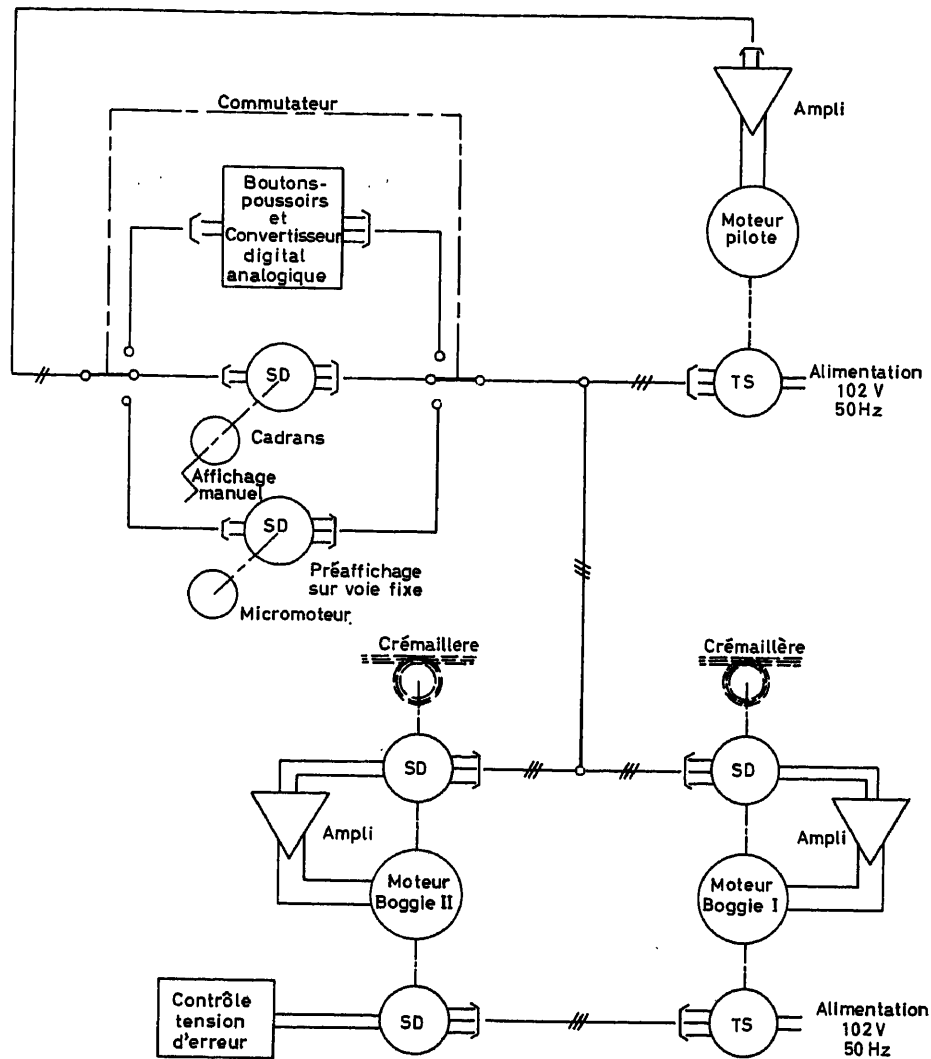 Commutateur
Ampli
Boutons-
poussoirs
et
Convertisseur
digital
analogique
Moteur
pilote
SD
TS
Alimentation
102 V
50Hz
Cadrans
Affichage
manuel
SD
Préaffichage
sur voie fixe
Micromoteur
Crémaillere
Crémaillère
SD
SD
Ampli
Ampli
Moteur
Boggie II
Moteur
Boggie I
Contrôle
tension
d'erreur
SD
TS
Alimentation
102 V
50 Hz